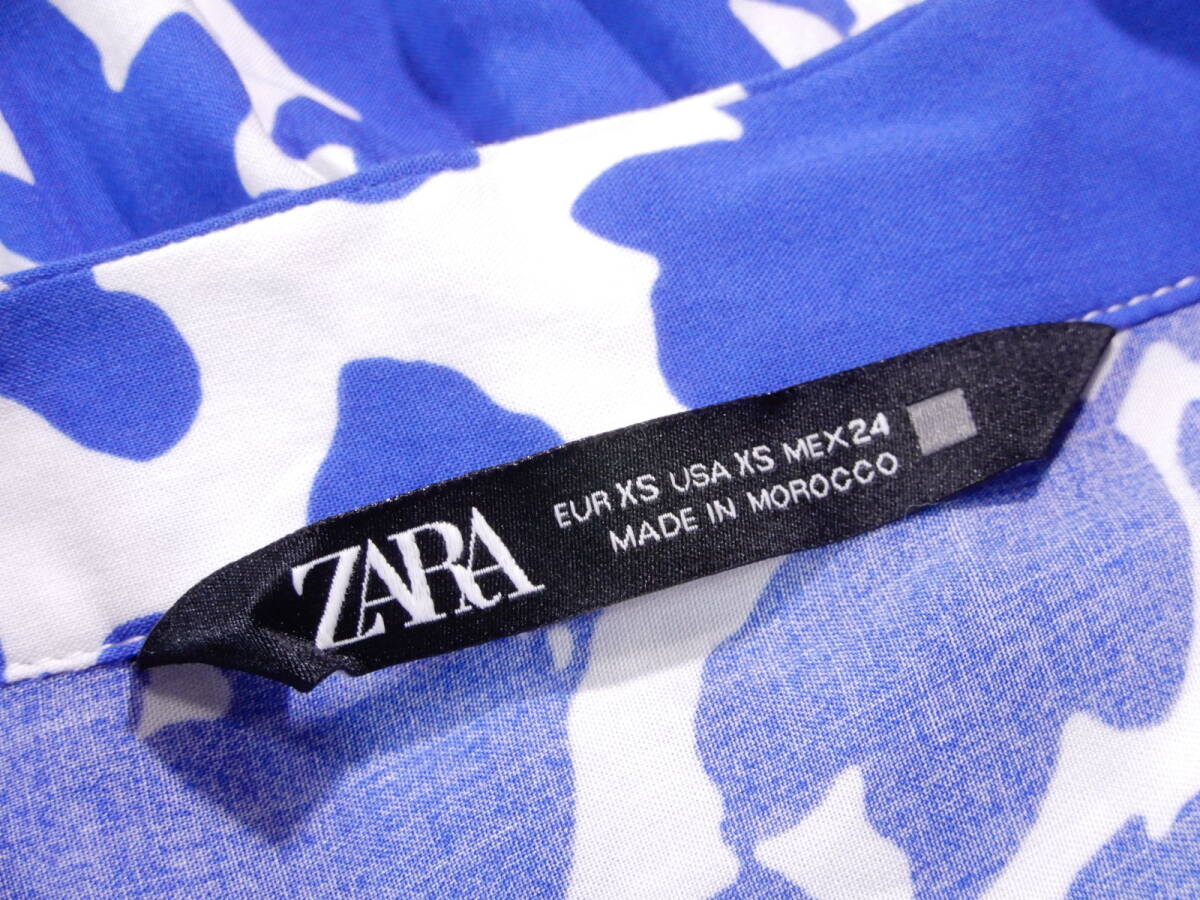 ZARA
EUR XS USA XS MEX 24
MADE IN MOROCCO